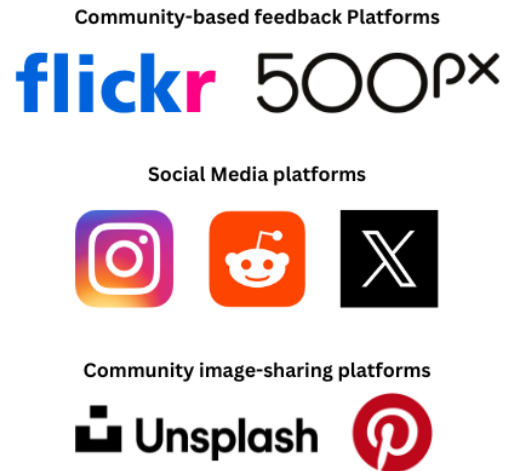 Community-based feedback Platforms
flickr 500px
Social Media platforms
Community image-sharing platforms
Unsplash